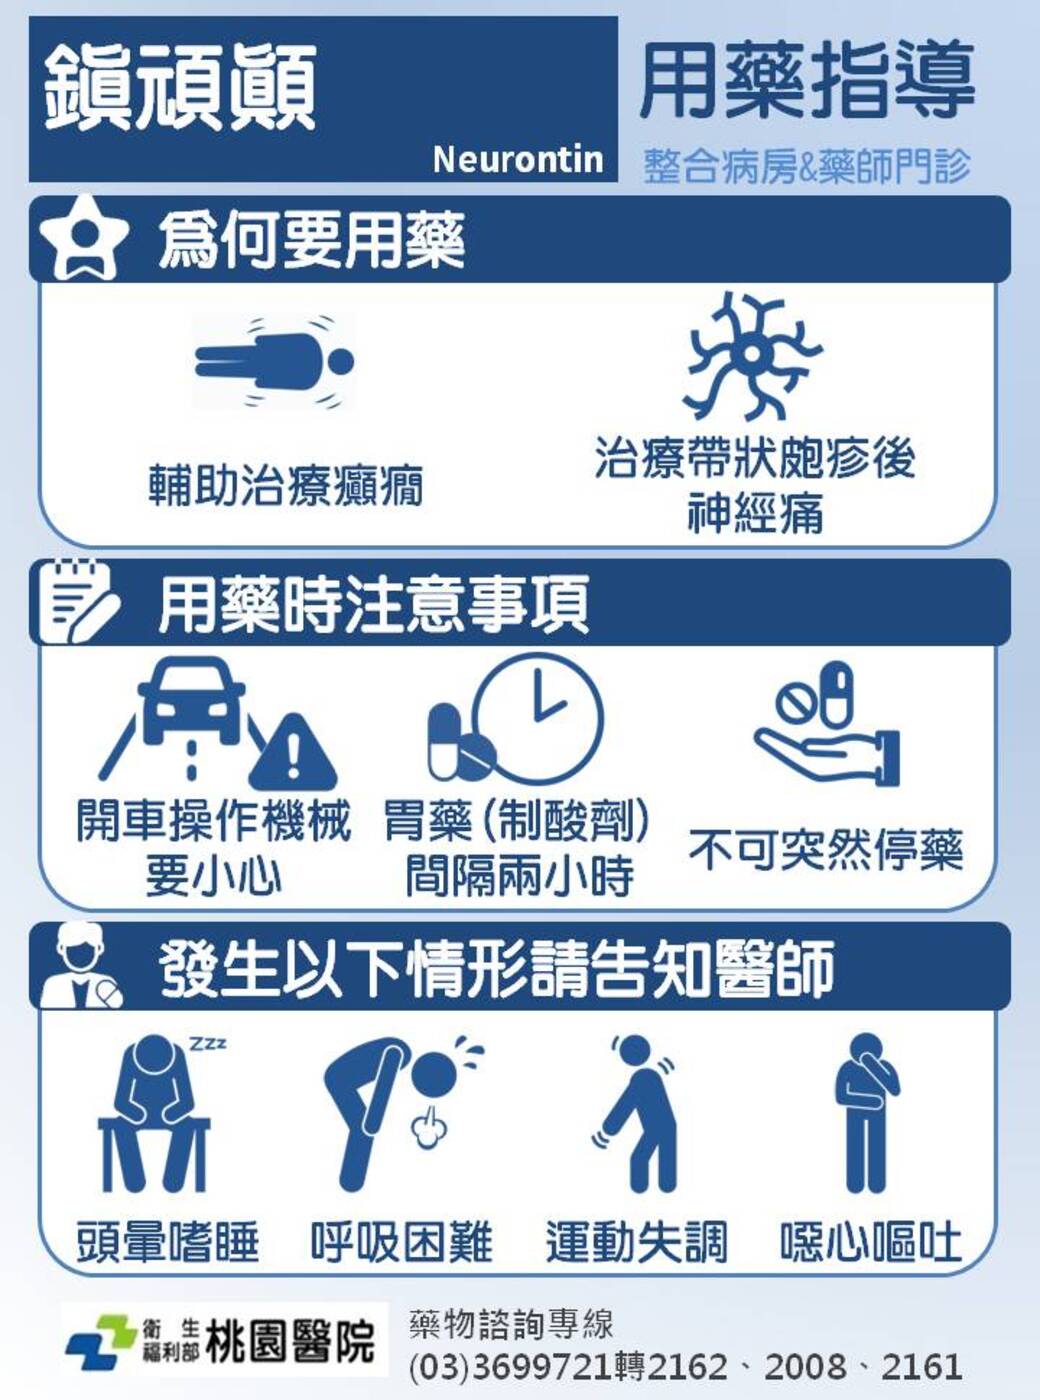 鎮頑顚
Neurontin
用藥指導
整合病房&藥師門診
為何要用藥
輔助治療癲癇
治療帶狀皰疹後
神經痛
用藥時注意事項
開車操作機械
要小心
胃藥(制酸劑)
間隔兩小時
不可突然停藥
發生以下情形請告知醫師
Zzz
頭暈嗜睡
呼吸困難
運動失調
噁心嘔吐
衛生
福利部
桃園醫院
藥物諮詢專線
(03)3699721轉2162、2008、2161